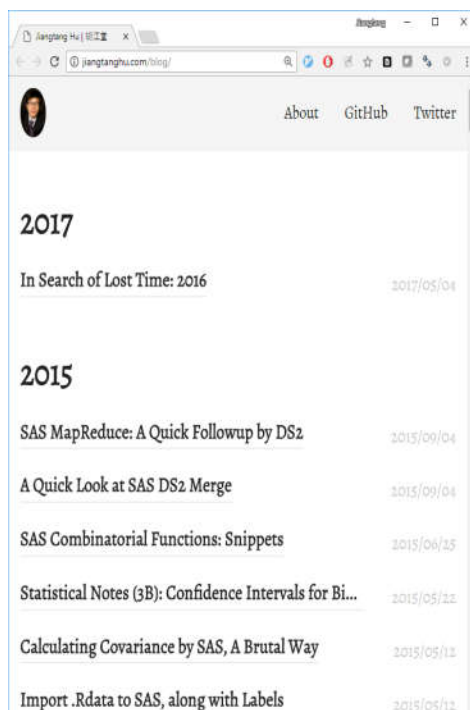 Jiangtang
Jiangtang Hu |
jiangtanghu.com/blog/
About GitHub Twitter
2017
In Search of Lost Time: 2016 2017/05/04
2015
SAS MapReduce: A Quick Followup by DS2 2015/09/04
A Quick Look at SAS DS2 Merge 2015/09/04
SAS Combinatorial Functions: Snippets 2015/06/25
Statistical Notes (3B): Confidence Intervals for Bi... 2015/05/22
Calculating Covariance by SAS, A Brutal Way 2015/05/12
Import .Rdata to SAS, along with Labels 2015/05/12